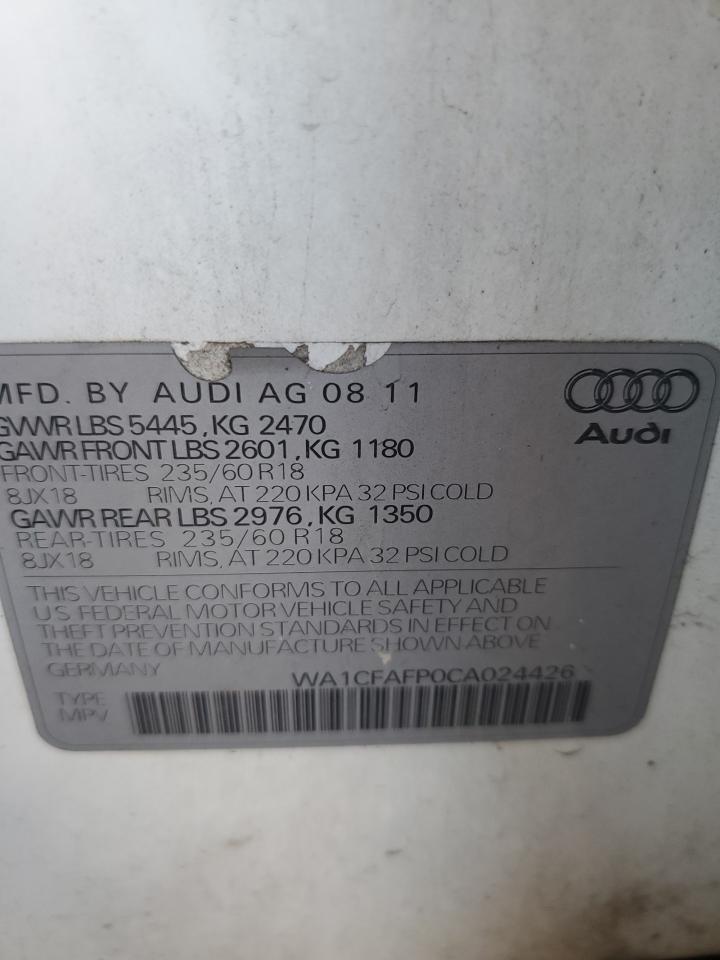 MFD. BY AUDI AG 08 11
Audi
GVWR LBS 5445, KG 2470
GAWR FRONT LBS 2601, KG 1180
FRONT-TIRES 235/60 R18
8JX18 RIMS, AT 220 KPA 32 PSI COLD
GAWR REAR LBS 2976, KG 1350
REAR-TIRES 235/60 R18
8JX18 RIMS, AT 220 KPA 32 PSI COLD
THIS VEHICLE CONFORMS TO ALL APPLICABLE
U.S. FEDERAL MOTOR VEHICLE SAFETY AND
THEFT PREVENTION STANDARDS IN EFFECT ON
THE DATE OF MANUFACTURE SHOWN ABOVE
GERMANY WA1CFAFP0CA024426
TYPE
MPV